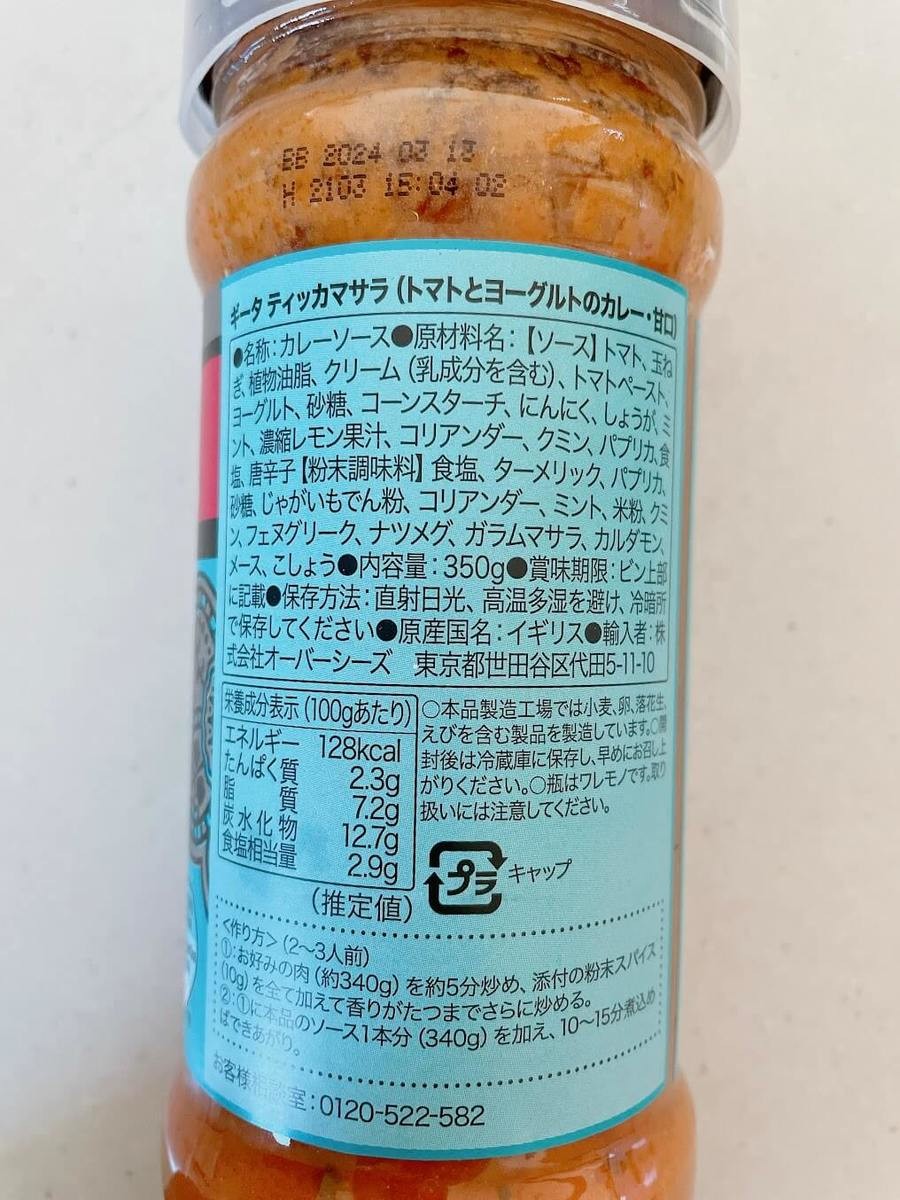 BB 2024 03 13
H 2103 15:04 02
ギータ ティッカマサラ（トマトとヨーグルトのカレー・甘口）
●名称：カレーソース●原材料名：【ソース】トマト、玉ね
ぎ、植物油脂、クリーム（乳成分を含む）、トマトペースト、
ヨーグルト、砂糖、コーンスターチ、にんにく、しょうが、ミ
ント、濃縮レモン果汁、コリアンダー、クミン、パプリカ、食
塩、唐辛子【粉末調味料】食塩、ターメリック、パプリカ、
砂糖、じゃがいもでん粉、コリアンダー、ミント、米粉、クミ
ン、フェヌグリーク、ナツメグ、ガラムマサラ、カルダモン、
メース、こしょう●内容量：350g●賞味期限：ビン上部
に記載●保存方法：直射日光、高温多湿を避け、冷暗所
で保存してください●原産国名：イギリス●輸入者：株
式会社オーバーシーズ 東京都世田谷区代田5-11-10
栄養成分表示（100gあたり）
エネルギー 128kcal
たんぱく質 2.3g
脂質 7.2g
炭水化物 12.7g
食塩相当量 2.9g
（推定値）
○本品製造工場では小麦、卵、落花生、
えびを含む製品を製造しています。○開
封後は冷蔵庫に保存し、早めにお召し上
がりください。○瓶はワレモノです。取り
扱いには注意してください。
プラ キャップ
＜作り方＞（2～3人前）
①：お好みの肉（約340g）を約5分炒め、添付の粉末スパイス
（10g）を全て加えて香りがたつまでさらに炒める。
②：①に本品のソース1本分（340g）を加え、10～15分煮込め
ばできあがり。
お客様相談室：0120-522-582